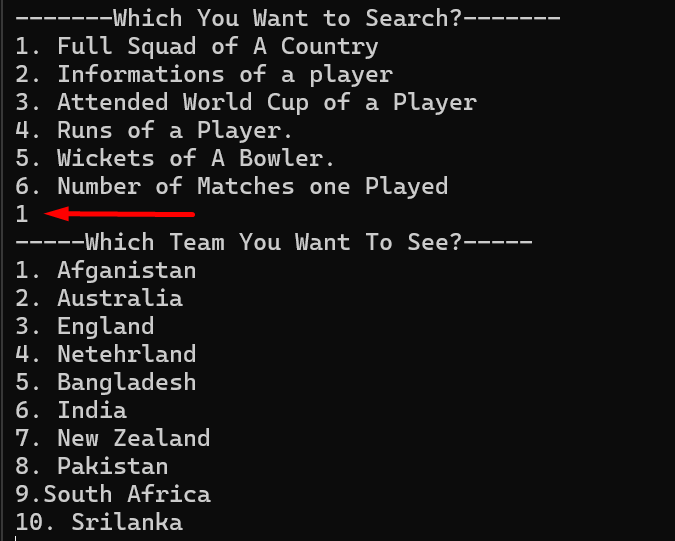 -------Which You Want to Search?-------
1. Full Squad of A Country
2. Informations of a player
3. Attended World Cup of a Player
4. Runs of a Player.
5. Wickets of A Bowler.
6. Number of Matches one Played
1
-----Which Team You Want To See?-----
1. Afganistan
2. Australia
3. England
4. Netehrland
5. Bangladesh
6. India
7. New Zealand
8. Pakistan
9.South Africa
10. Srilanka